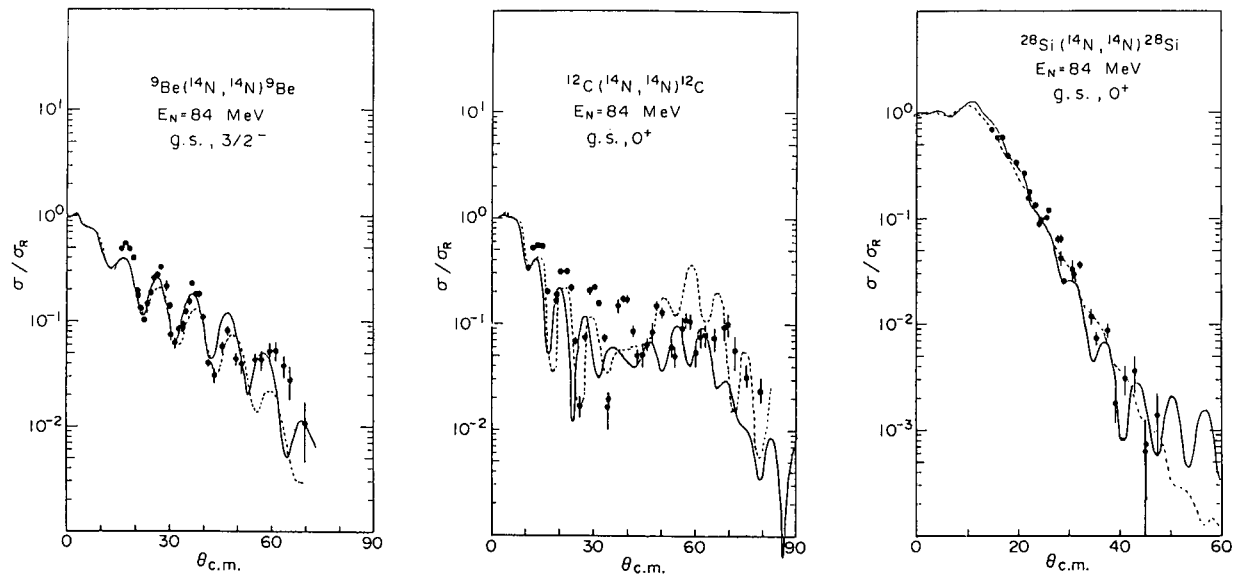 ⁹Be(¹⁴N, ¹⁴N)⁹Be
E_N = 84 MeV
g.s., 3/2⁻
σ/σ_R
10¹
10⁰
10⁻¹
10⁻²
0 30 60 90
θc.m.
¹²C(¹⁴N, ¹⁴N)¹²C
E_N = 84 MeV
g.s., 0⁺
σ/σ_R
10¹
10⁰
10⁻¹
10⁻²
0 30 60 90
θc.m.
²⁸Si(¹⁴N, ¹⁴N)²⁸Si
E_N = 84 MeV
g.s., 0⁺
σ/σ_R
10⁰
10⁻¹
10⁻²
10⁻³
0 20 40 60
θc.m.